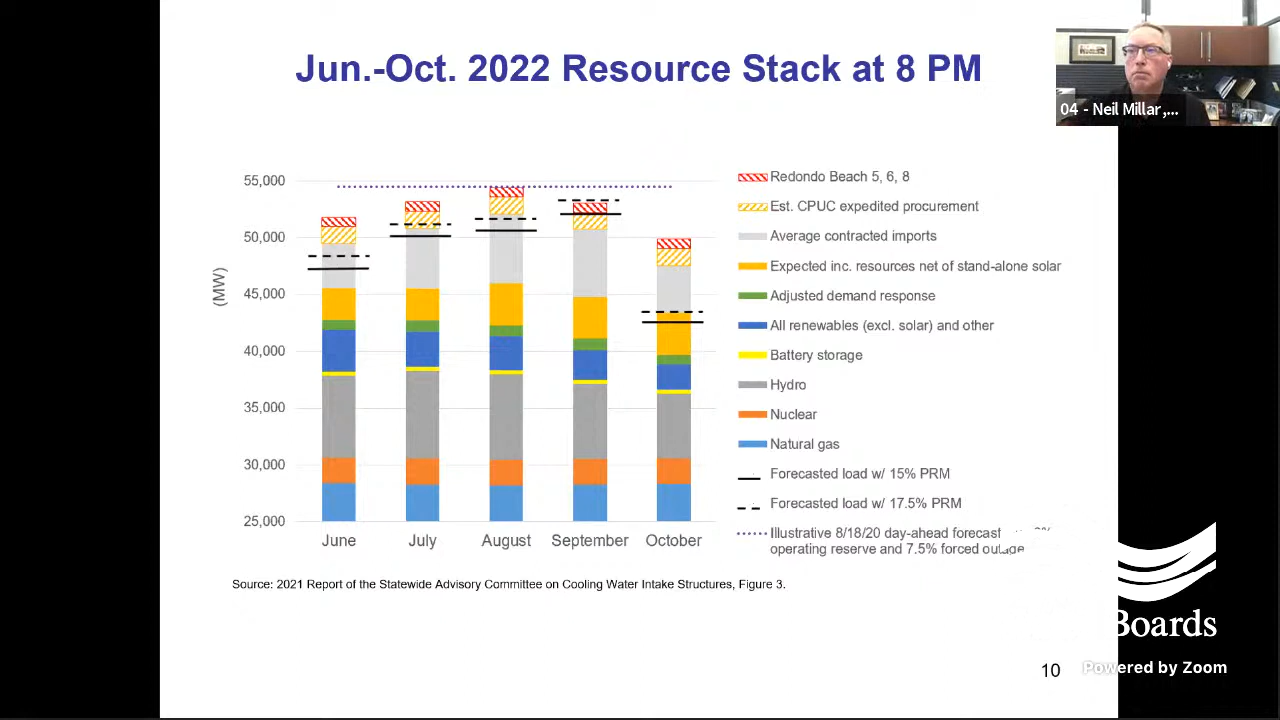 Jun.-Oct. 2022 Resource Stack at 8 PM
04 - Neil Millar,...
55,000
50,000
45,000
40,000
35,000
30,000
25,000
(MW)
June July August September October
Redondo Beach 5, 6, 8
Est. CPUC expedited procurement
Average contracted imports
Expected inc. resources net of stand-alone solar
Adjusted demand response
All renewables (excl. solar) and other
Battery storage
Hydro
Nuclear
Natural gas
Forecasted load w/ 15% PRM
Forecasted load w/ 17.5% PRM
Illustrative 8/18/20 day-ahead forecast
operating reserve and 7.5% forced outage
Source: 2021 Report of the Statewide Advisory Committee on Cooling Water Intake Structures, Figure 3.
Boards
10
Powered by Zoom